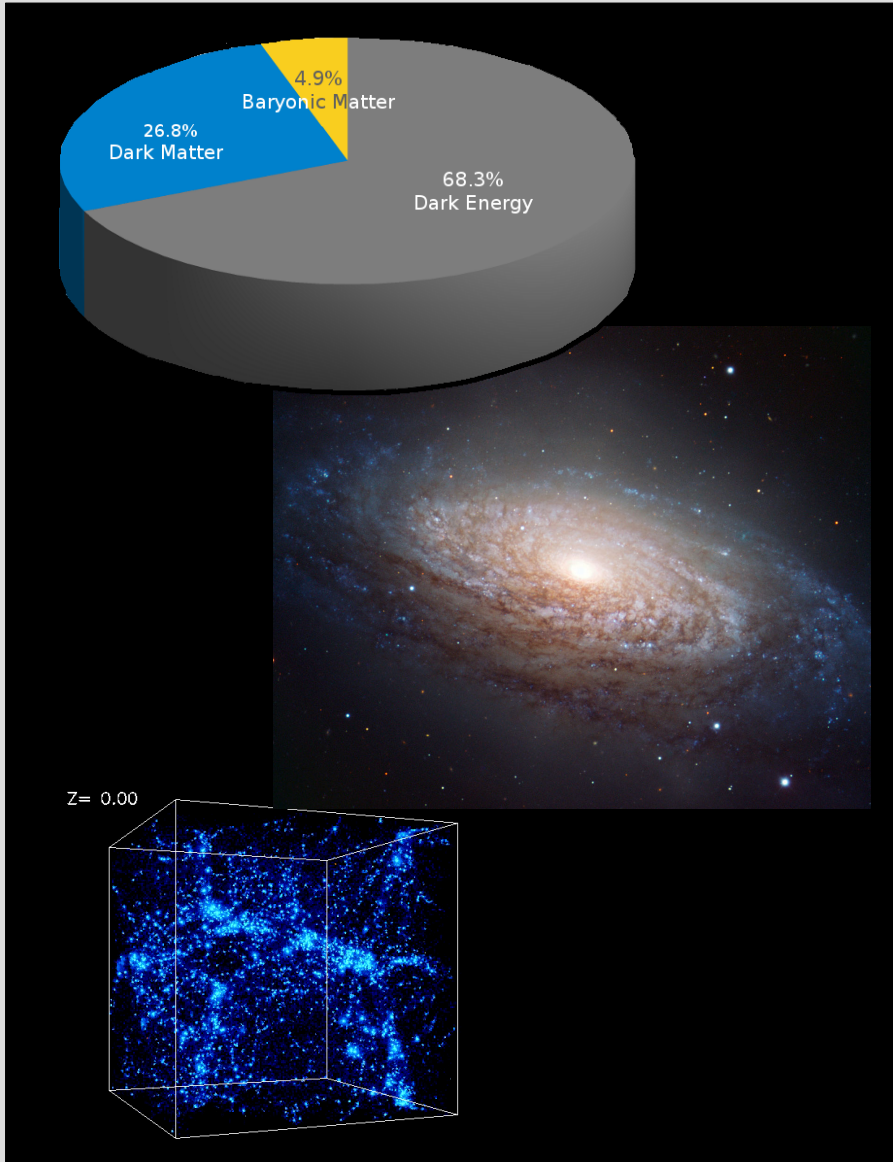 4.9%
Baryonic Matter
26.8%
Dark Matter
68.3%
Dark Energy
Z= 0.00